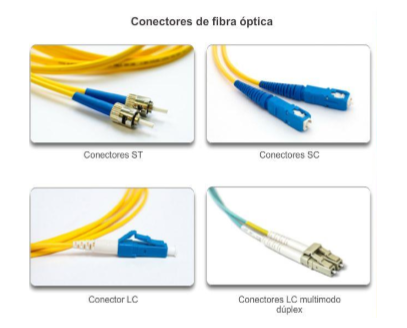 Conectores de fibra óptica
Conectores ST
Conectores SC
Conector LC
Conectores LC multimodo
dúplex